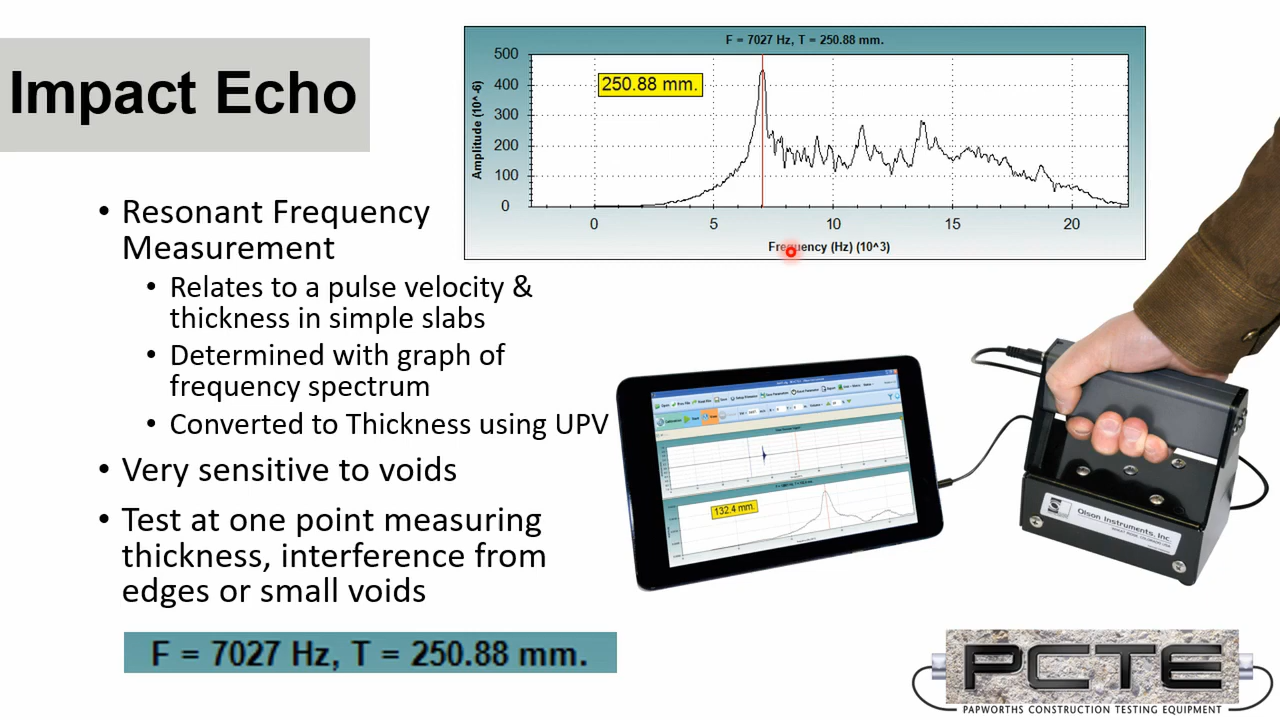 Impact Echo
• Resonant Frequency
Measurement
• Relates to a pulse velocity &
thickness in simple slabs
• Determined with graph of
frequency spectrum
• Converted to Thickness using UPV
• Very sensitive to voids
• Test at one point measuring
thickness, interference from
edges or small voids
F = 7027 Hz, T = 250.88 mm.
F = 7027 Hz, T = 250.88 mm.
250.88 mm.
Amplitude (10^-6)
500
400
300
200
100
0
0 5 10 15 20
Frequency (Hz) (10^3)
132.4 mm.
Olson Instruments, Inc.
PCTE
PAPWORTHS CONSTRUCTION TESTING EQUIPMENT